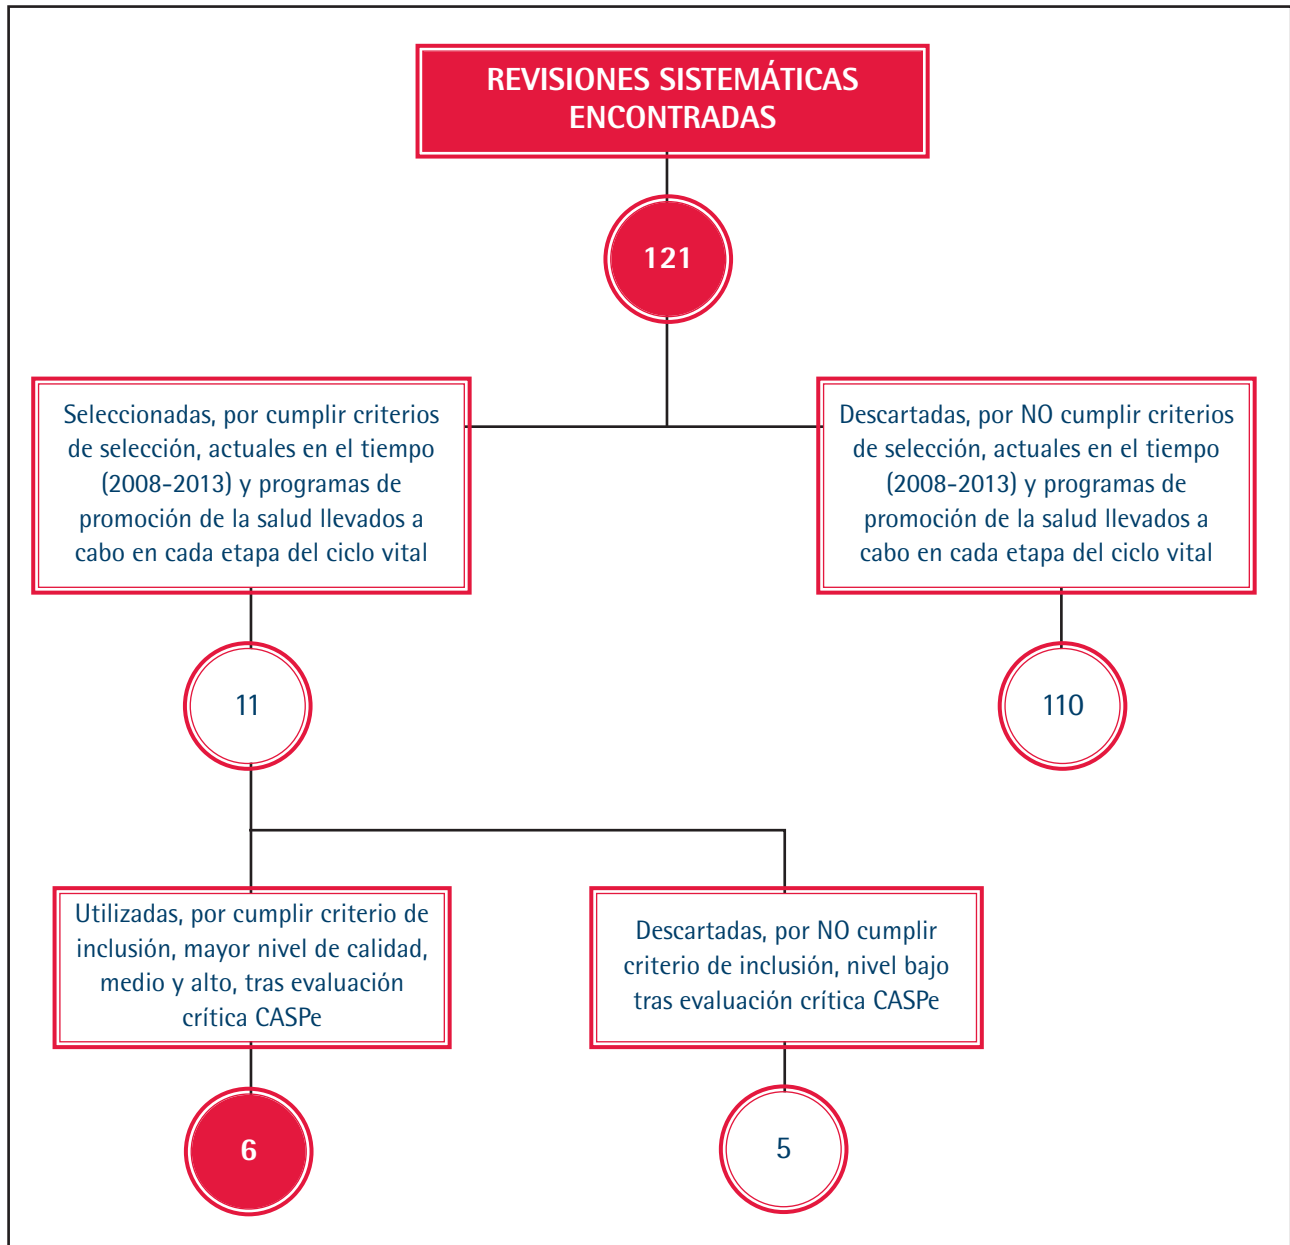 REVISIONES SISTEMÁTICAS
ENCONTRADAS
121
Seleccionadas, por cumplir criterios
de selección, actuales en el tiempo
(2008-2013) y programas de
promoción de la salud llevados a
cabo en cada etapa del ciclo vital
Descartadas, por NO cumplir criterios
de selección, actuales en el tiempo
(2008-2013) y programas de
promoción de la salud llevados a
cabo en cada etapa del ciclo vital
11
110
Utilizadas, por cumplir criterio de
inclusión, mayor nivel de calidad,
medio y alto, tras evaluación
crítica CASPe
Descartadas, por NO cumplir
criterio de inclusión, nivel bajo
tras evaluación crítica CASPe
6
5